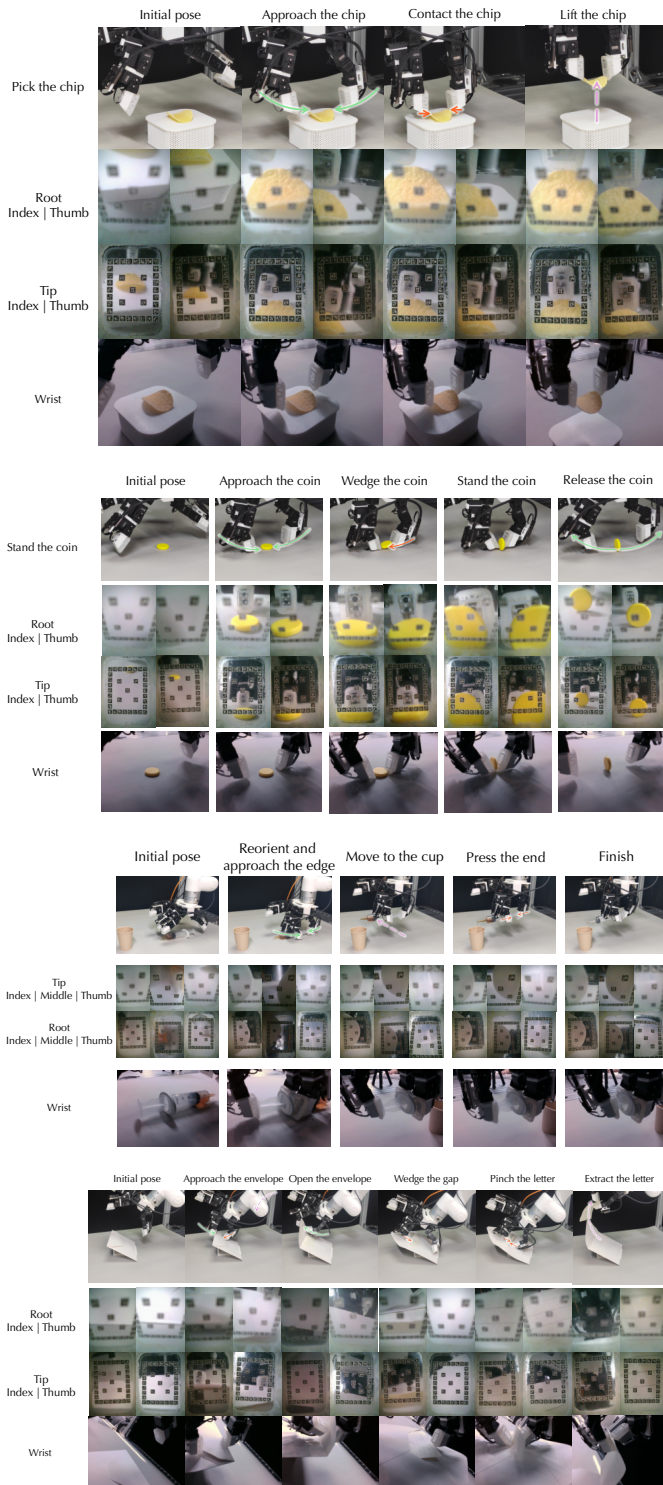 Initial pose
Approach the chip
Contact the chip
Lift the chip
Pick the chip
Root
Index | Thumb
Tip
Index | Thumb
Wrist
Initial pose
Approach the coin
Wedge the coin
Stand the coin
Release the coin
Stand the coin
Root
Index | Thumb
Tip
Index | Thumb
Wrist
Initial pose
Reorient and
approach the edge
Move to the cup
Press the end
Finish
Tip
Index | Middle | Thumb
Root
Index | Middle | Thumb
Wrist
Initial pose
Approach the envelope
Open the envelope
Wedge the gap
Pinch the letter
Extract the letter
Root
Index | Thumb
Tip
Index | Thumb
Wrist